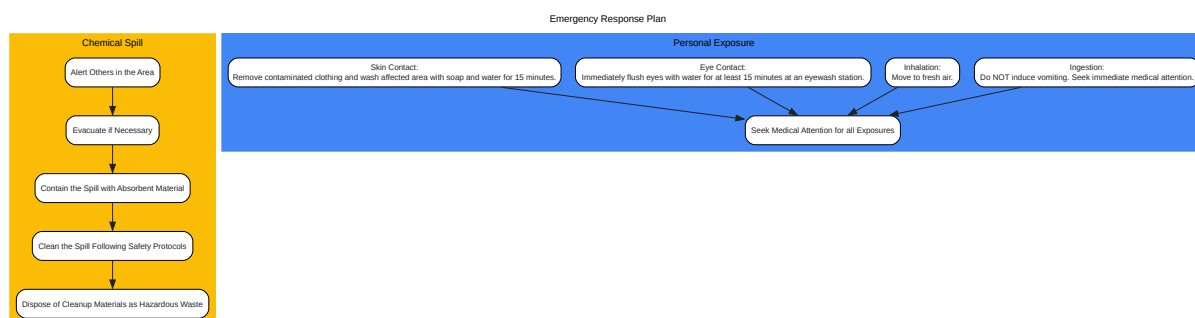 Emergency Response Plan
Chemical Spill
Alert Others in the Area
Evacuate if Necessary
Contain the Spill with Absorbent Material
Clean the Spill Following Safety Protocols
Dispose of Cleanup Materials as Hazardous Waste
Personal Exposure
Skin Contact:
Remove contaminated clothing and wash affected area with soap and water for 15 minutes.
Eye Contact:
Immediately flush eyes with water for at least 15 minutes at an eyewash station.
Inhalation:
Move to fresh air.
Ingestion:
Do NOT induce vomiting. Seek immediate medical attention.
Seek Medical Attention for all Exposures